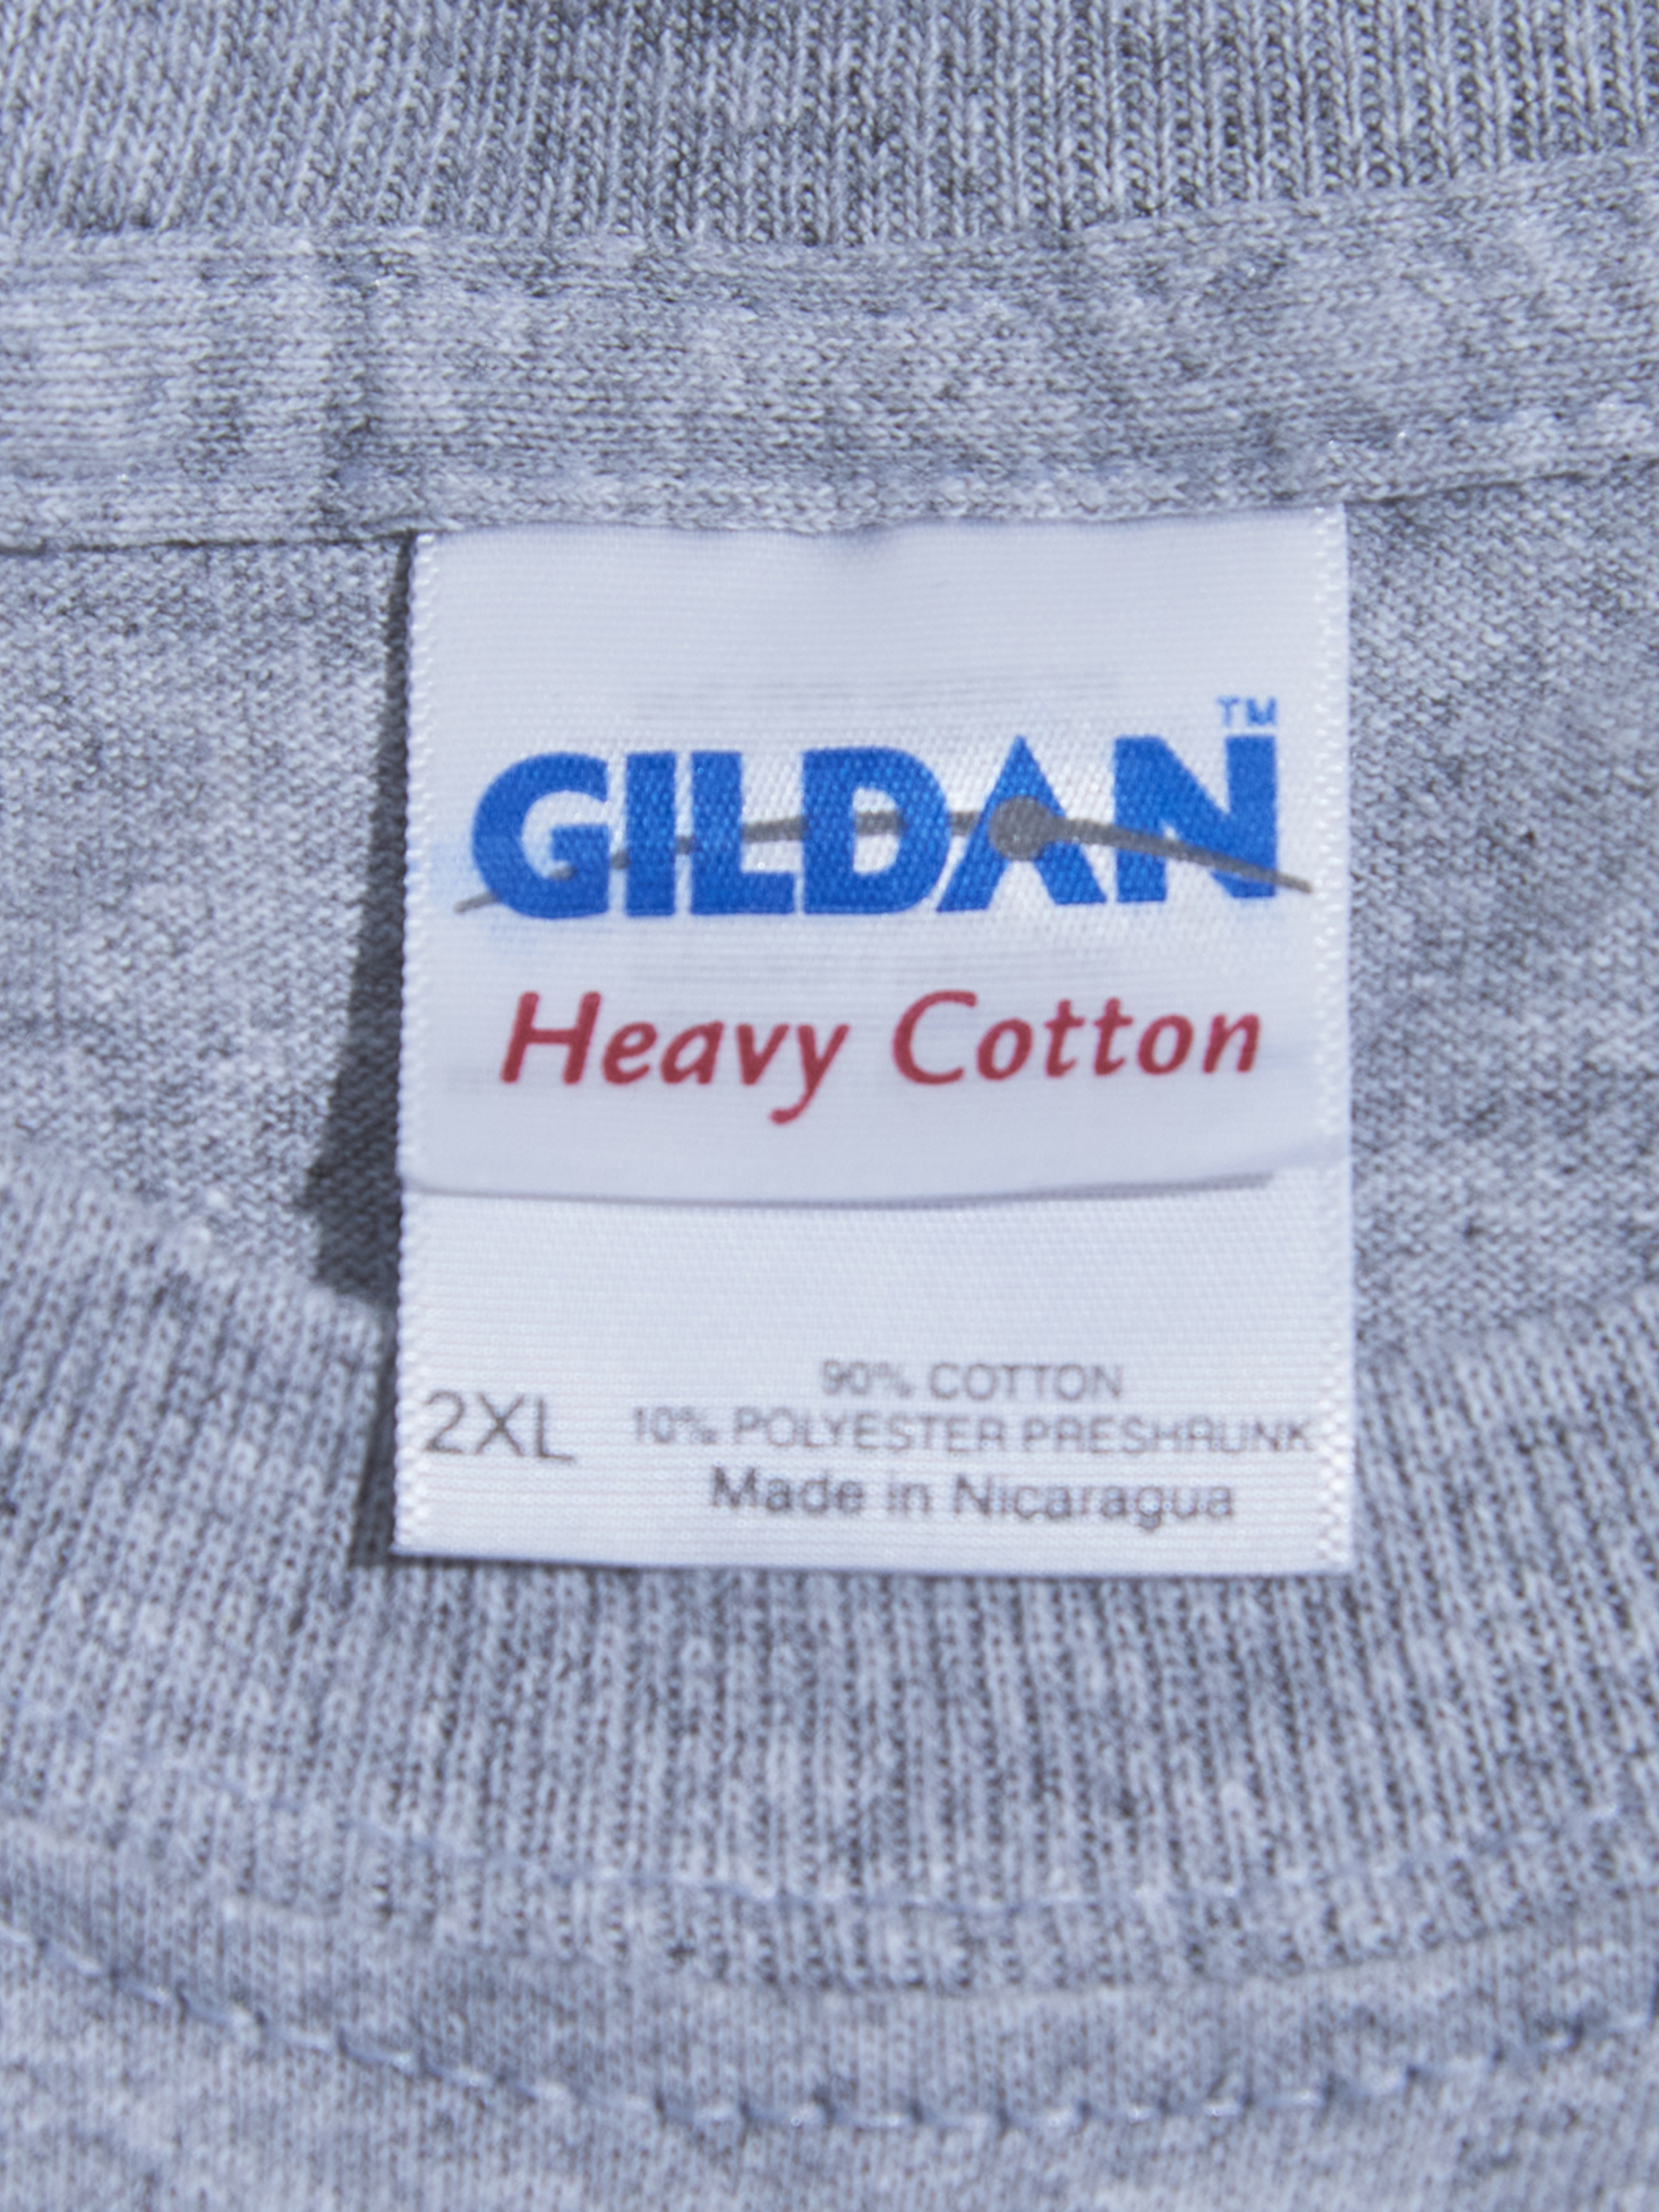 GILDAN™
Heavy Cotton
90% COTTON
2XL 10% POLYESTER PRESHRUNK
Made in Nicaragua